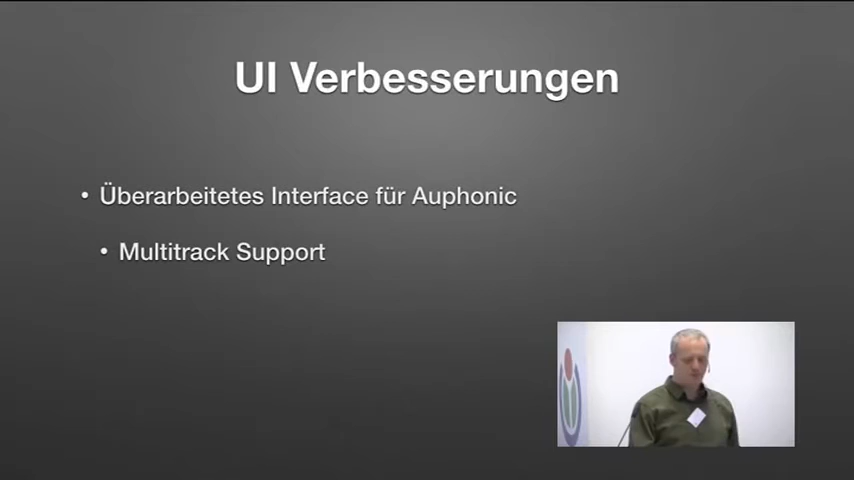 UI Verbesserungen
• Überarbeitetes Interface für Auphonic
• Multitrack Support